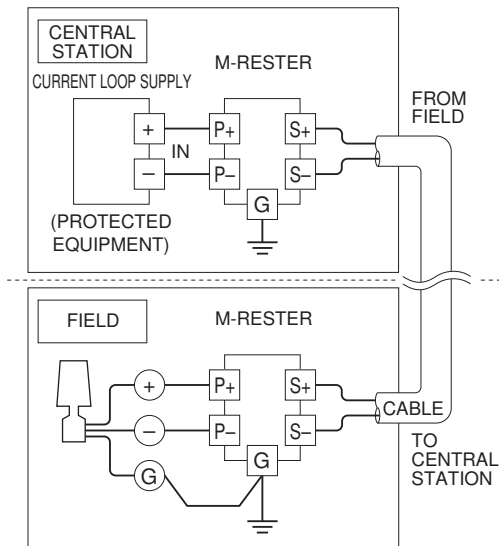 CENTRAL
STATION
M-RESTER
CURRENT LOOP SUPPLY
FROM
FIELD
+
P+
S+
IN
−
P−
S−
G
(PROTECTED
EQUIPMENT)
FIELD
M-RESTER
+
P+
S+
CABLE
−
P−
S−
G
G
TO
CENTRAL
STATION